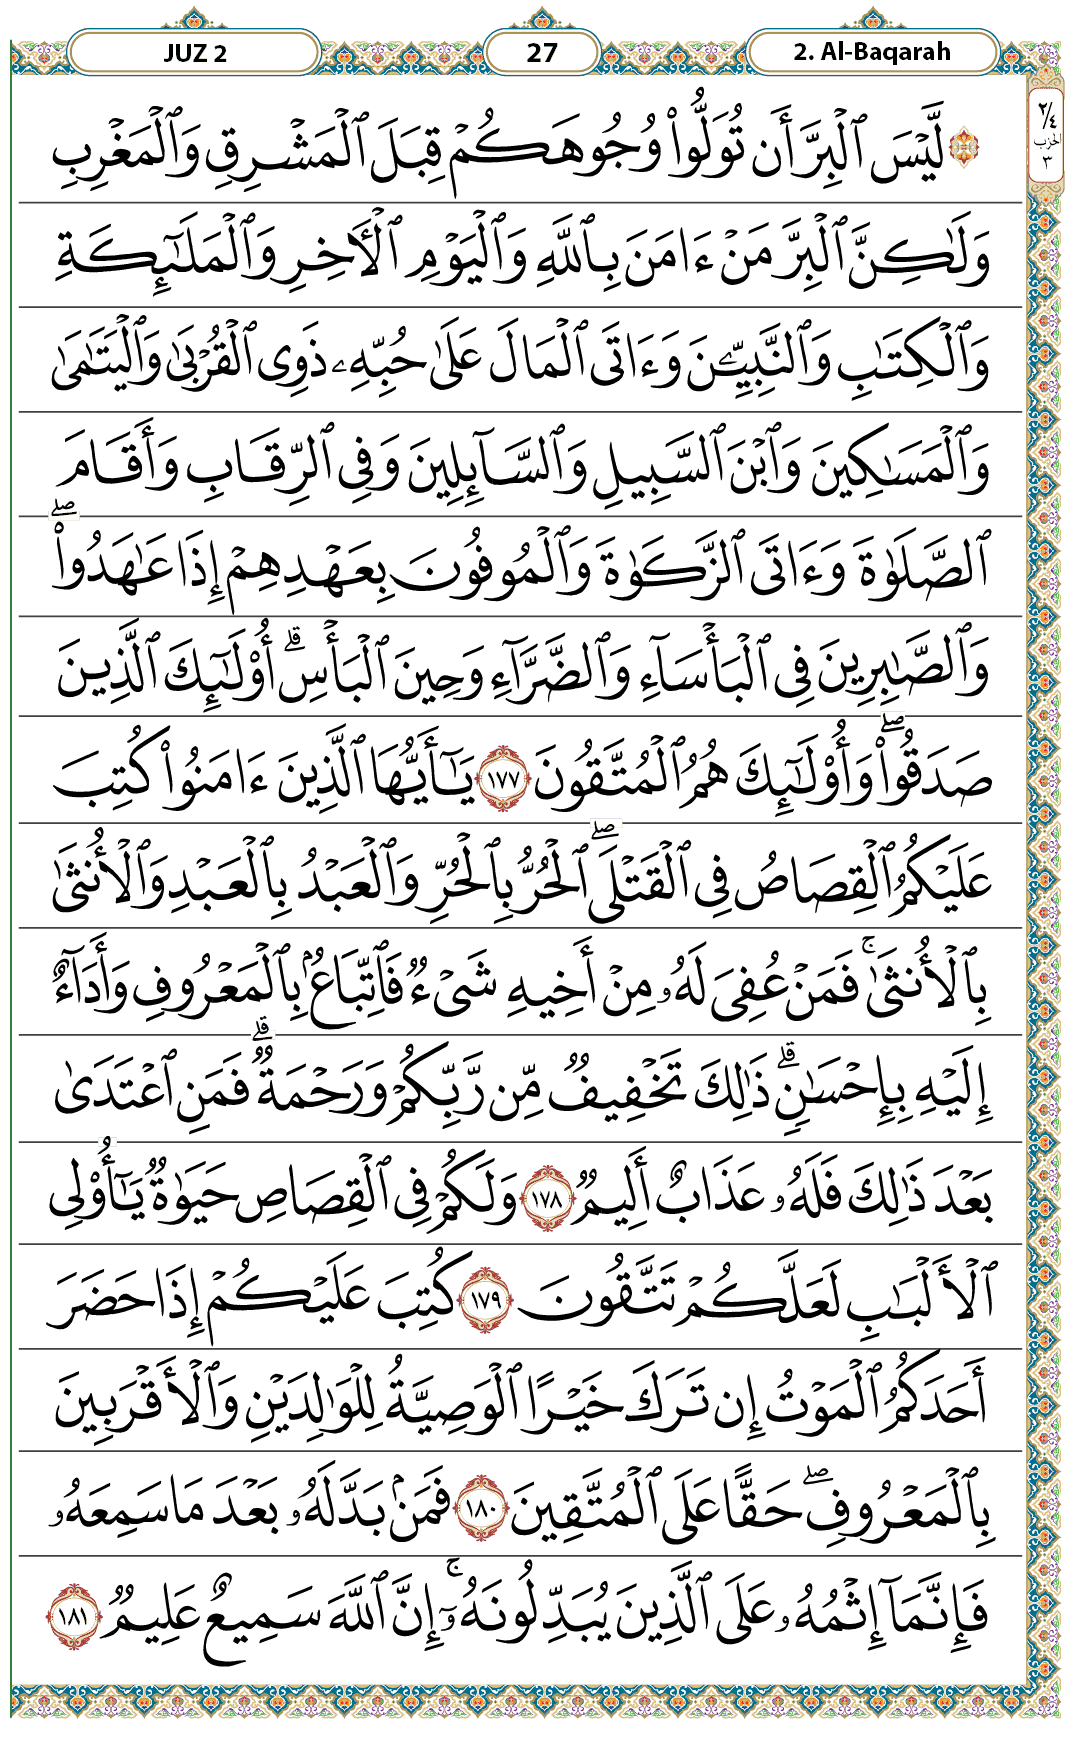 JUZ 2
27
2. Al-Baqarah
٢/٤
الحزب
٣
۞ لَّيۡسَ ٱلۡبِرَّ أَن تُوَلُّواْ وُجُوهَكُمۡ قِبَلَ ٱلۡمَشۡرِقِ وَٱلۡمَغۡرِبِ
وَلَٰكِنَّ ٱلۡبِرَّ مَنۡ ءَامَنَ بِٱللَّهِ وَٱلۡيَوۡمِ ٱلۡأٓخِرِ وَٱلۡمَلَٰٓئِكَةِ
وَٱلۡكِتَٰبِ وَٱلنَّبِيِّـۧنَ وَءَاتَى ٱلۡمَالَ عَلَىٰ حُبِّهِۦ ذَوِي ٱلۡقُرۡبَىٰ وَٱلۡيَتَٰمَىٰ
وَٱلۡمَسَٰكِينَ وَٱبۡنَ ٱلسَّبِيلِ وَٱلسَّآئِلِينَ وَفِي ٱلرِّقَابِ وَأَقَامَ
ٱلصَّلَوٰةَ وَءَاتَى ٱلزَّكَوٰةَ وَٱلۡمُوفُونَ بِعَهۡدِهِمۡ إِذَا عَٰهَدُواْۖ
وَٱلصَّٰبِرِينَ فِي ٱلۡبَأۡسَآءِ وَٱلضَّرَّآءِ وَحِينَ ٱلۡبَأۡسِۗ أُوْلَٰٓئِكَ ٱلَّذِينَ
صَدَقُواْۖ وَأُوْلَٰٓئِكَ هُمُ ٱلۡمُتَّقُونَ ١٧٧ يَٰٓأَيُّهَا ٱلَّذِينَ ءَامَنُواْ كُتِبَ
عَلَيۡكُمُ ٱلۡقِصَاصُ فِي ٱلۡقَتۡلَىۖ ٱلۡحُرُّ بِٱلۡحُرِّ وَٱلۡعَبۡدُ بِٱلۡعَبۡدِ وَٱلۡأُنثَىٰ
بِٱلۡأُنثَىٰۚ فَمَنۡ عُفِيَ لَهُۥ مِنۡ أَخِيهِ شَيۡءٞ فَٱتِّبَاعُۢ بِٱلۡمَعۡرُوفِ وَأَدَآءٌ
إِلَيۡهِ بِإِحۡسَٰنٖۗ ذَٰلِكَ تَخۡفِيفٞ مِّن رَّبِّكُمۡ وَرَحۡمَةٞۗ فَمَنِ ٱعۡتَدَىٰ
بَعۡدَ ذَٰلِكَ فَلَهُۥ عَذَابٌ أَلِيمٞ ١٧٨ وَلَكُمۡ فِي ٱلۡقِصَاصِ حَيَوٰةٞ يَٰٓأُوْلِي
ٱلۡأَلۡبَٰبِ لَعَلَّكُمۡ تَتَّقُونَ ١٧٩ كُتِبَ عَلَيۡكُمۡ إِذَا حَضَرَ
أَحَدَكُمُ ٱلۡمَوۡتُ إِن تَرَكَ خَيۡرًا ٱلۡوَصِيَّةُ لِلۡوَٰلِدَيۡنِ وَٱلۡأَقۡرَبِينَ
بِٱلۡمَعۡرُوفِۖ حَقًّا عَلَى ٱلۡمُتَّقِينَ ١٨٠ فَمَنۢ بَدَّلَهُۥ بَعۡدَ مَا سَمِعَهُۥ
فَإِنَّمَآ إِثۡمُهُۥ عَلَى ٱلَّذِينَ يُبَدِّلُونَهُۥٓۚ إِنَّ ٱللَّهَ سَمِيعٌ عَلِيمٞ ١٨١